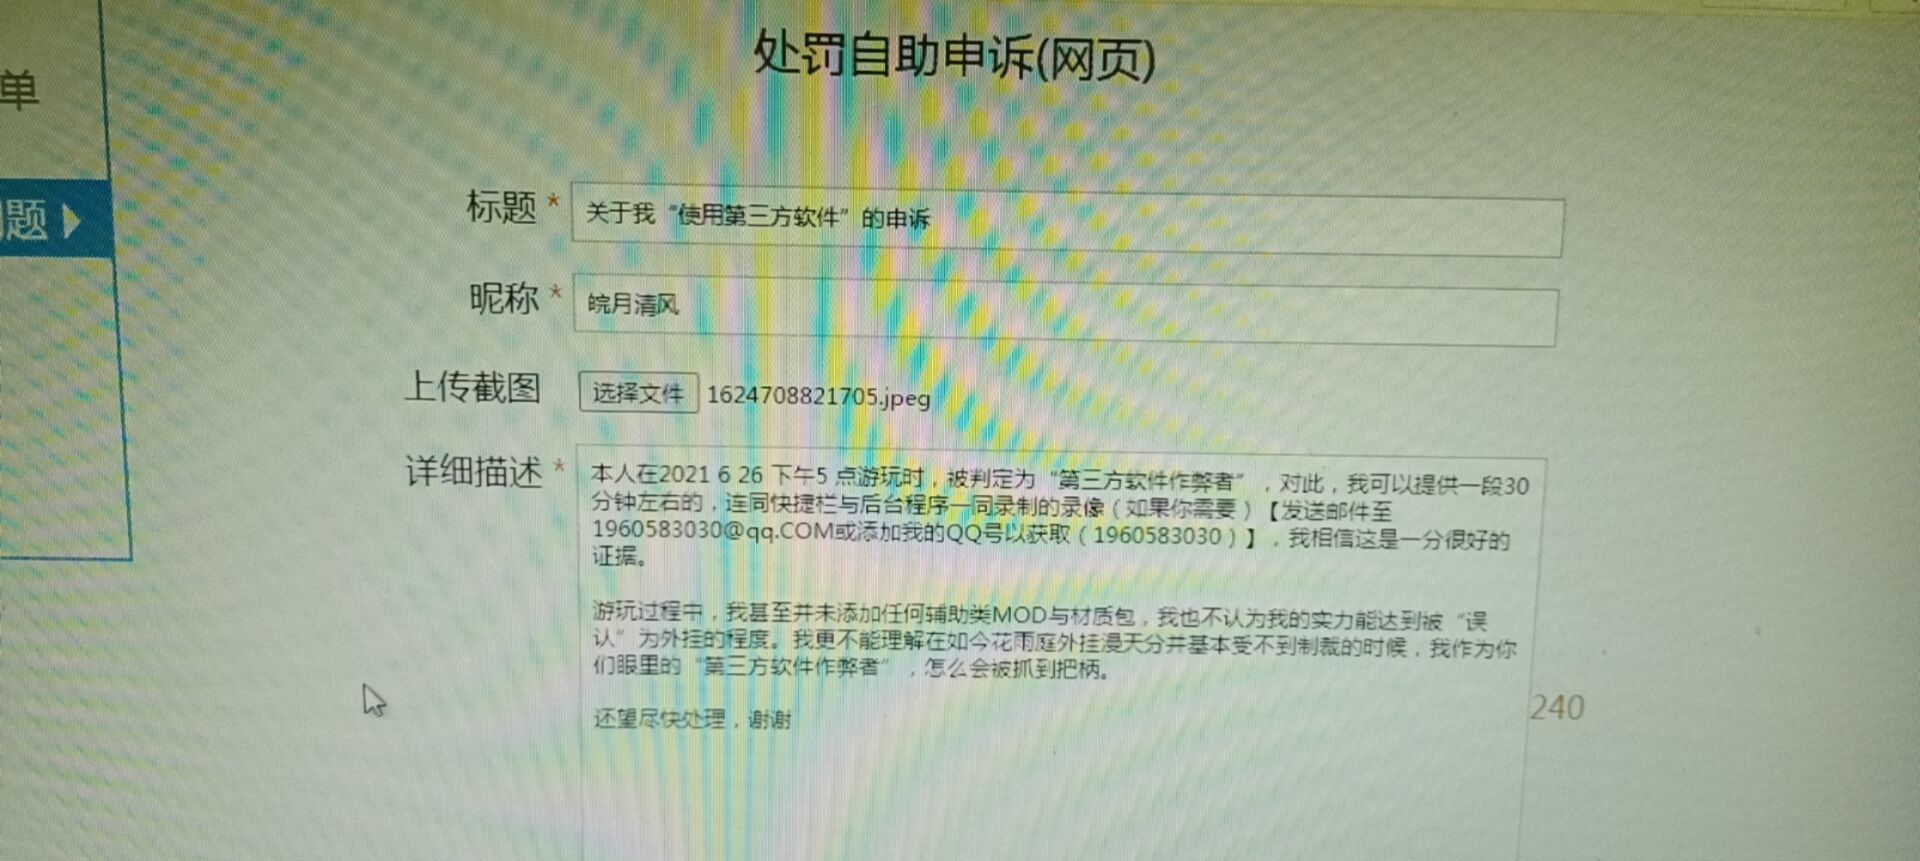 处罚自助申诉(网页)
单
题
标题 * 关于我“使用第三方软件”的申诉
昵称 * 皖月清风
上传截图 选择文件 1624708821705.jpeg
详细描述 *
本人在2021 6 26 下午5 点游玩时，被判定为“第三方软件作弊者”，对此，我可以提供一段30
分钟左右的，连同快捷栏与后台程序一同录制的录像（如果你需要）【发送邮件至
1960583030@qq.COM或添加我的QQ号以获取（1960583030）】，我相信这是一分很好的
证据。
游玩过程中，我甚至并未添加任何辅助类MOD与材质包，我也不认为我的实力能达到被“误
认”为外挂的程度。我更不能理解在如今花雨庭外挂漫天分并基本受不到制裁的时候，我作为你
们眼里的“第三方软件作弊者”，怎么会被抓到把柄。
还望尽快处理，谢谢
240